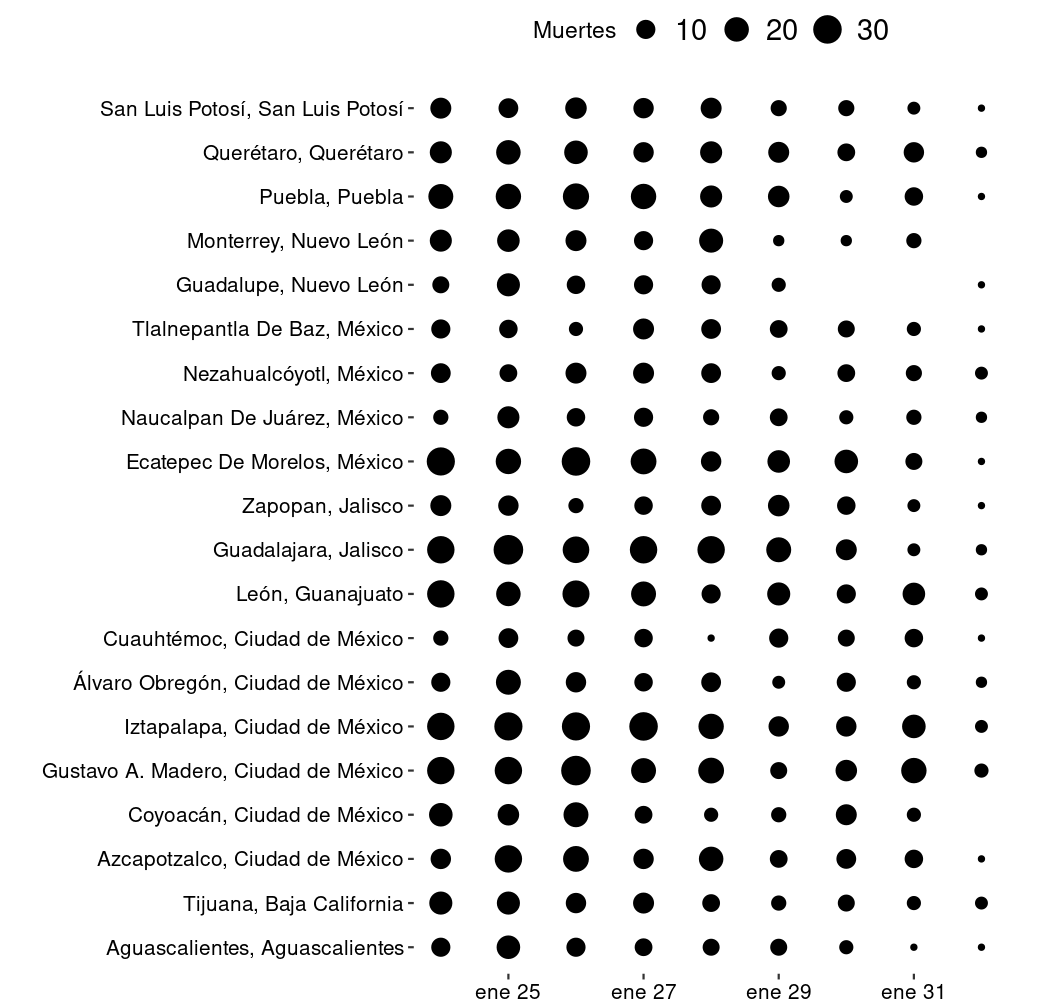 Muertes 10 20 30
San Luis Potosí, San Luis Potosí
Querétaro, Querétaro
Puebla, Puebla
Monterrey, Nuevo León
Guadalupe, Nuevo León
Tlalnepantla De Baz, México
Nezahualcóyotl, México
Naucalpan De Juárez, México
Ecatepec De Morelos, México
Zapopan, Jalisco
Guadalajara, Jalisco
León, Guanajuato
Cuauhtémoc, Ciudad de México
Álvaro Obregón, Ciudad de México
Iztapalapa, Ciudad de México
Gustavo A. Madero, Ciudad de México
Coyoacán, Ciudad de México
Azcapotzalco, Ciudad de México
Tijuana, Baja California
Aguascalientes, Aguascalientes
ene 25 ene 27 ene 29 ene 31